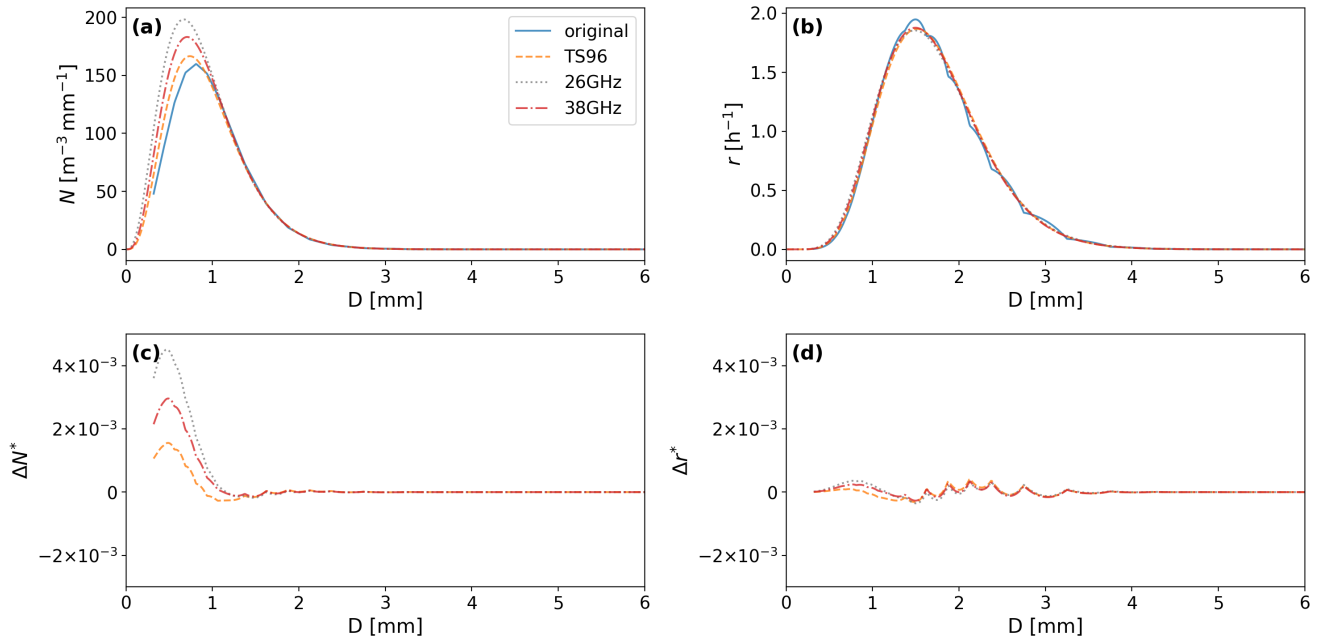 (a)
200
150
100
50
0
N [m⁻³ mm⁻¹]
original
TS96
26GHz
38GHz
0 1 2 3 4 5 6
D [mm]
(b)
2.0
1.5
1.0
0.5
0.0
r [h⁻¹]
0 1 2 3 4 5 6
D [mm]
(c)
4×10⁻³
2×10⁻³
0
−2×10⁻³
ΔN*
0 1 2 3 4 5 6
D [mm]
(d)
4×10⁻³
2×10⁻³
0
−2×10⁻³
Δr*
0 1 2 3 4 5 6
D [mm]